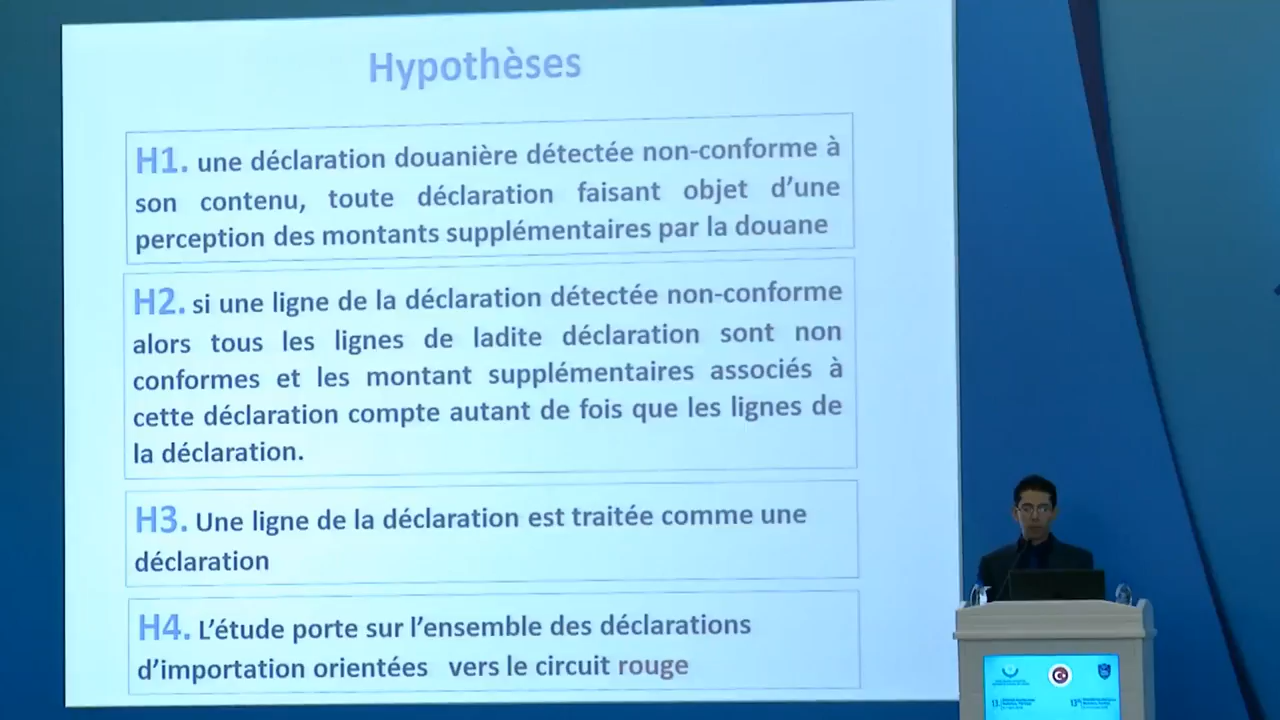 Hypothèses
H1. une déclaration douanière détectée non-conforme à
son contenu, toute déclaration faisant objet d’une
perception des montants supplémentaires par la douane
H2. si une ligne de la déclaration détectée non-conforme
alors tous les lignes de ladite déclaration sont non
conformes et les montant supplémentaires associés à
cette déclaration compte autant de fois que les lignes de
la déclaration.
H3. Une ligne de la déclaration est traitée comme une
déclaration
H4. L’étude porte sur l’ensemble des déclarations
d’importation orientées vers le circuit rouge